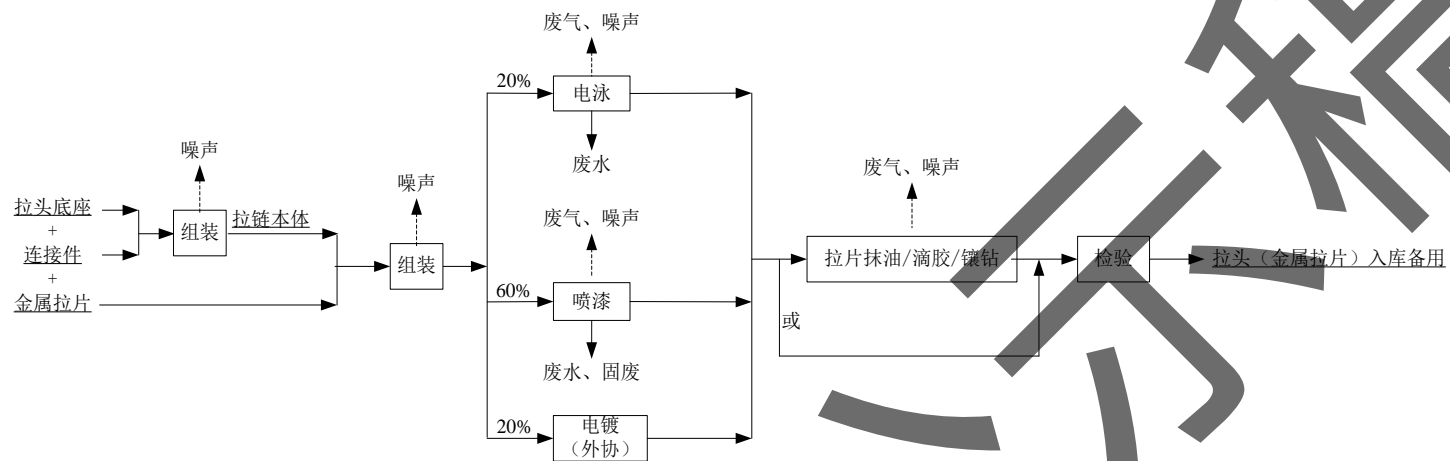 废气、噪声
20%
电泳
废水
噪声
拉头底座
+
连接件
+
金属拉片
组装
拉链本体
噪声
组装
废气、噪声
60%
喷漆
废水、固废
20%
电镀
（外协）
废气、噪声
拉片抹油/滴胶/镶钻
或
检验
拉头（金属拉片）入库备用